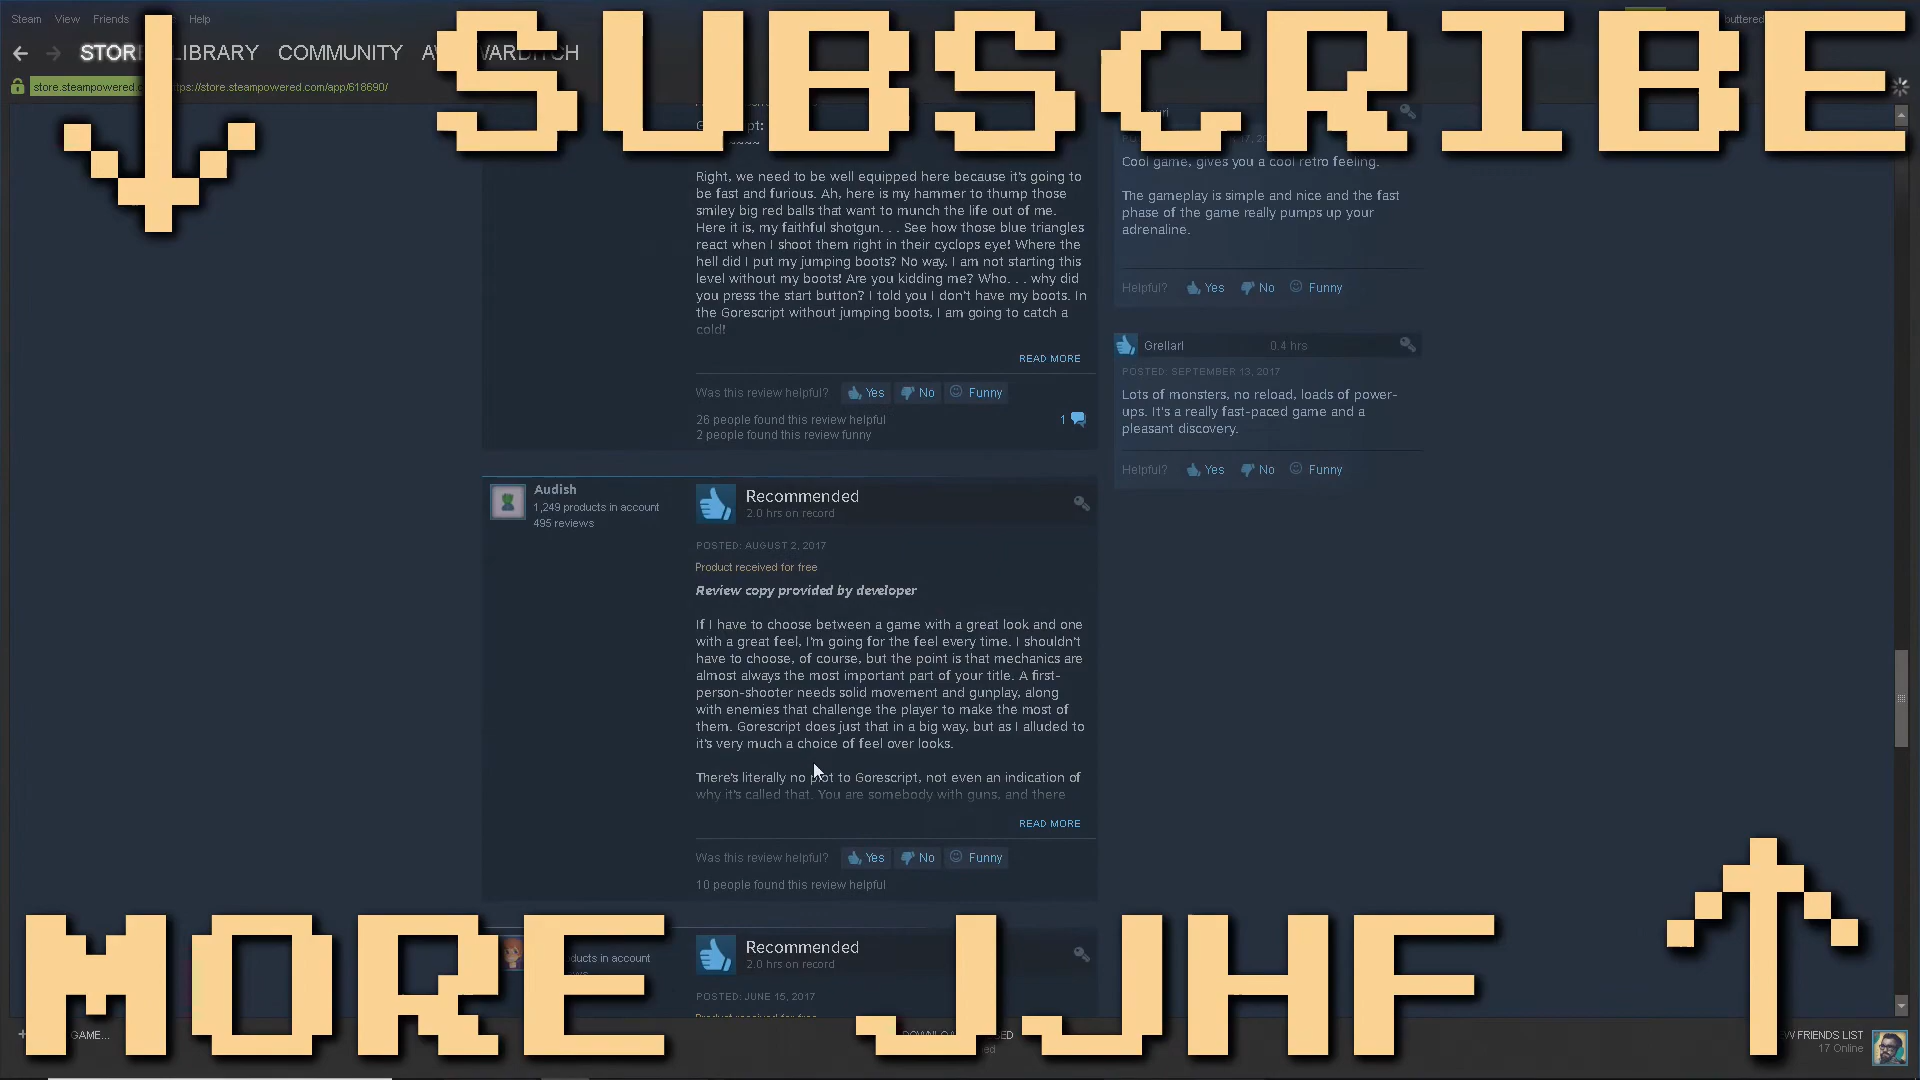 Steam View Friends Help
SUBSCRIBE
LIBRARY COMMUNITY
store.steampowered. https://store.steampowered.com/app/618690/
Right, we need to be well equipped here because it's going to
be fast and furious. Ah, here is my hammer to thump those
smiley big red balls that want to munch the life out of me.
Here it is, my faithful shotgun. . . See how those blue triangles
react when I shoot them right in their cyclops eye! Where the
hell did I put my jumping boots? No way, I am not starting this
level without my boots! Are you kidding me? Who. . . why did
you press the start button? I told you I don't have my boots. In
the Gorescript without jumping boots, I am going to catch a
cold!
READ MORE
Was this review helpful? Yes No Funny
26 people found this review helpful
2 people found this review funny
1
Audish
1,249 products in account
495 reviews
Recommended
2.0 hrs on record
POSTED: AUGUST 2, 2017
Product received for free
Review copy provided by developer
If I have to choose between a game with a great look and one
with a great feel, I'm going for the feel every time. I shouldn't
have to choose, of course, but the point is that mechanics are
almost always the most important part of your title. A first-
person-shooter needs solid movement and gunplay, along
with enemies that challenge the player to make the most of
them. Gorescript does just that in a big way, but as I alluded to
it's very much a choice of feel over looks.
There's literally no plot to Gorescript, not even an indication of
why it's called that. You are somebody with guns, and there
READ MORE
Was this review helpful? Yes No Funny
10 people found this review helpful
Recommended
2.0 hrs on record
POSTED: JUNE 15, 2017
Product received for free
Cool game, gives you a cool retro feeling.
The gameplay is simple and nice and the fast
phase of the game really pumps up your
adrenaline.
Helpful? Yes No Funny
Grellarl 0.4 hrs
POSTED: SEPTEMBER 13, 2017
Lots of monsters, no reload, loads of power-
ups. It's a really fast-paced game and a
pleasant discovery.
Helpful? Yes No Funny
MORE JJHF
GAME...
FRIENDS LIST
17 Online